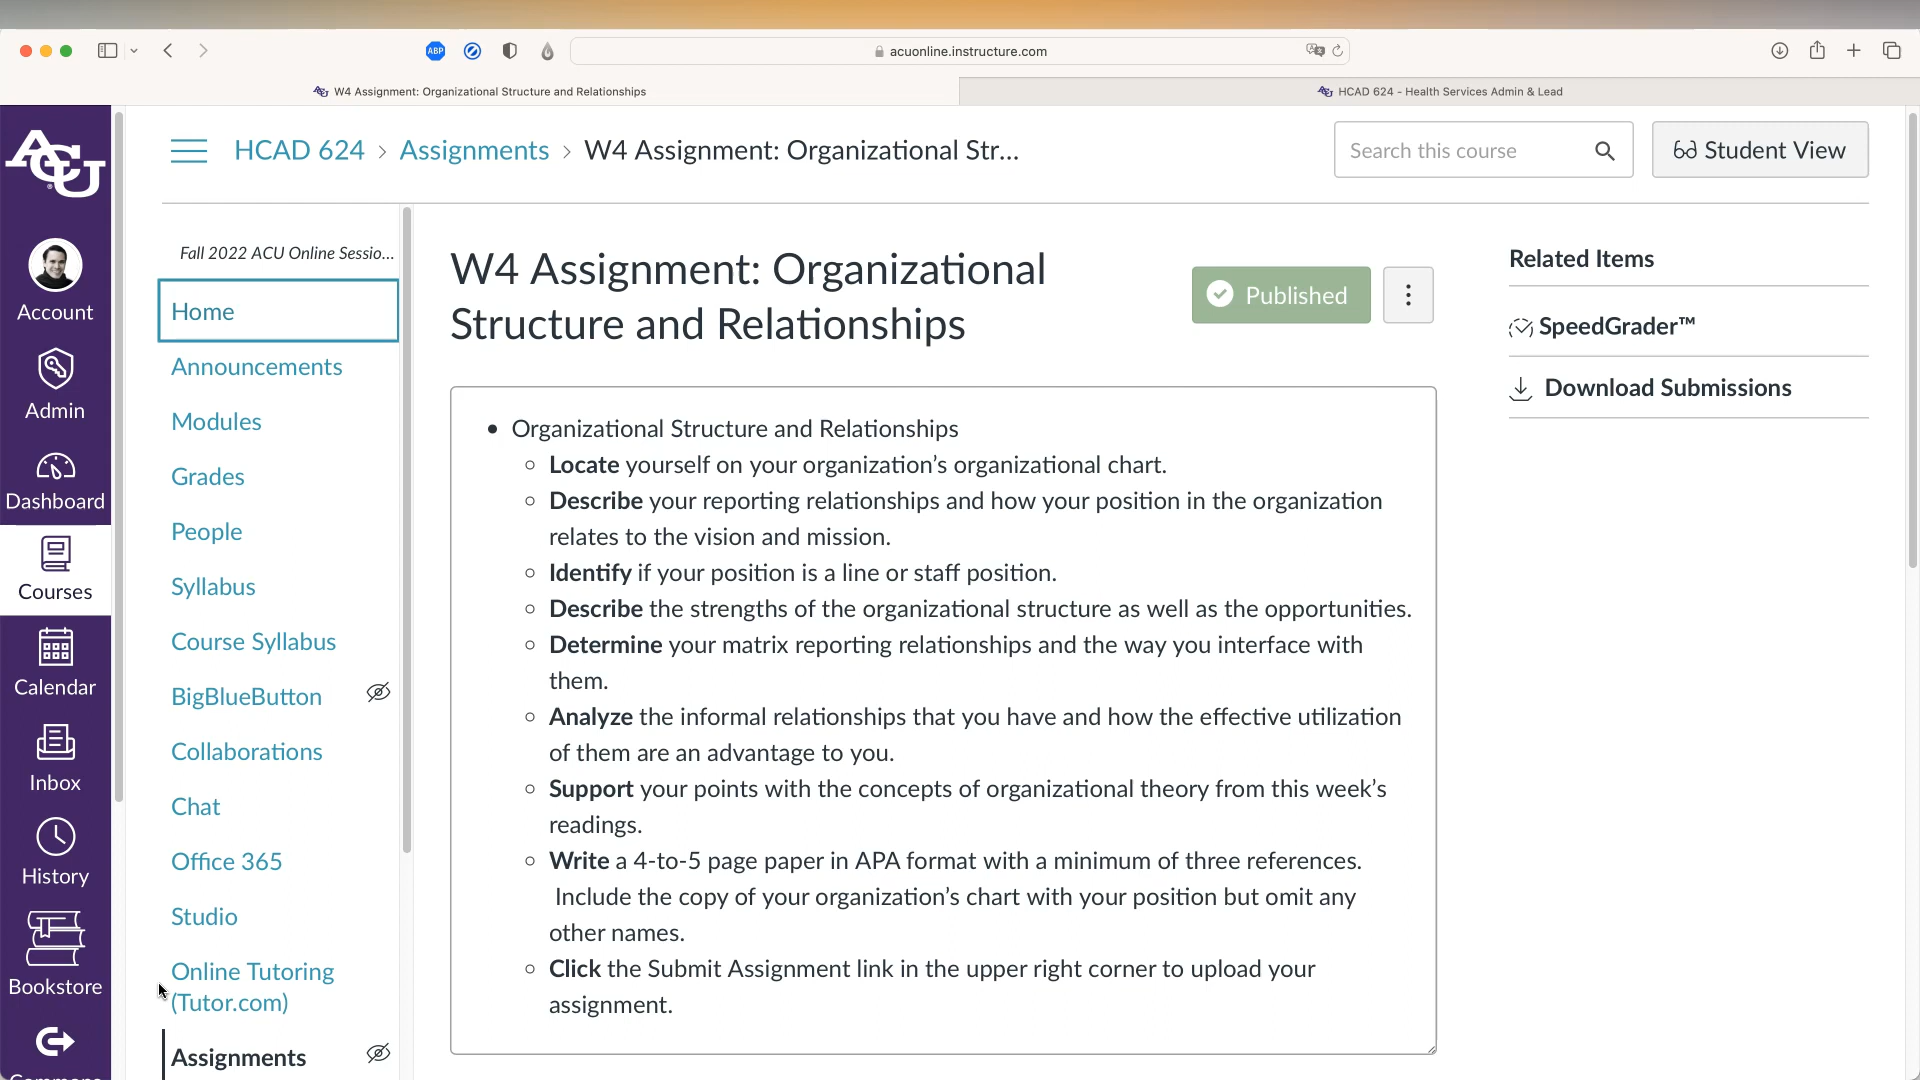 ABP
acuonline.instructure.com
W4 Assignment: Organizational Structure and Relationships
HCAD 624 - Health Services Admin & Lead
ACU
HCAD 624 > Assignments > W4 Assignment: Organizational Str...
Search this course
Student View
Account
Admin
Dashboard
Courses
Calendar
Inbox
History
Bookstore
Fall 2022 ACU Online Sessio...
Home
Announcements
Modules
Grades
People
Syllabus
Course Syllabus
BigBlueButton
Collaborations
Chat
Office 365
Studio
Online Tutoring
(Tutor.com)
Assignments
W4 Assignment: Organizational
Structure and Relationships
Published
• Organizational Structure and Relationships
Locate yourself on your organization’s organizational chart.
Describe your reporting relationships and how your position in the organization
relates to the vision and mission.
Identify if your position is a line or staff position.
Describe the strengths of the organizational structure as well as the opportunities.
Determine your matrix reporting relationships and the way you interface with
them.
Analyze the informal relationships that you have and how the effective utilization
of them are an advantage to you.
Support your points with the concepts of organizational theory from this week’s
readings.
Write a 4-to-5 page paper in APA format with a minimum of three references.
Include the copy of your organization’s chart with your position but omit any
other names.
Click the Submit Assignment link in the upper right corner to upload your
assignment.
Related Items
SpeedGrader™
Download Submissions